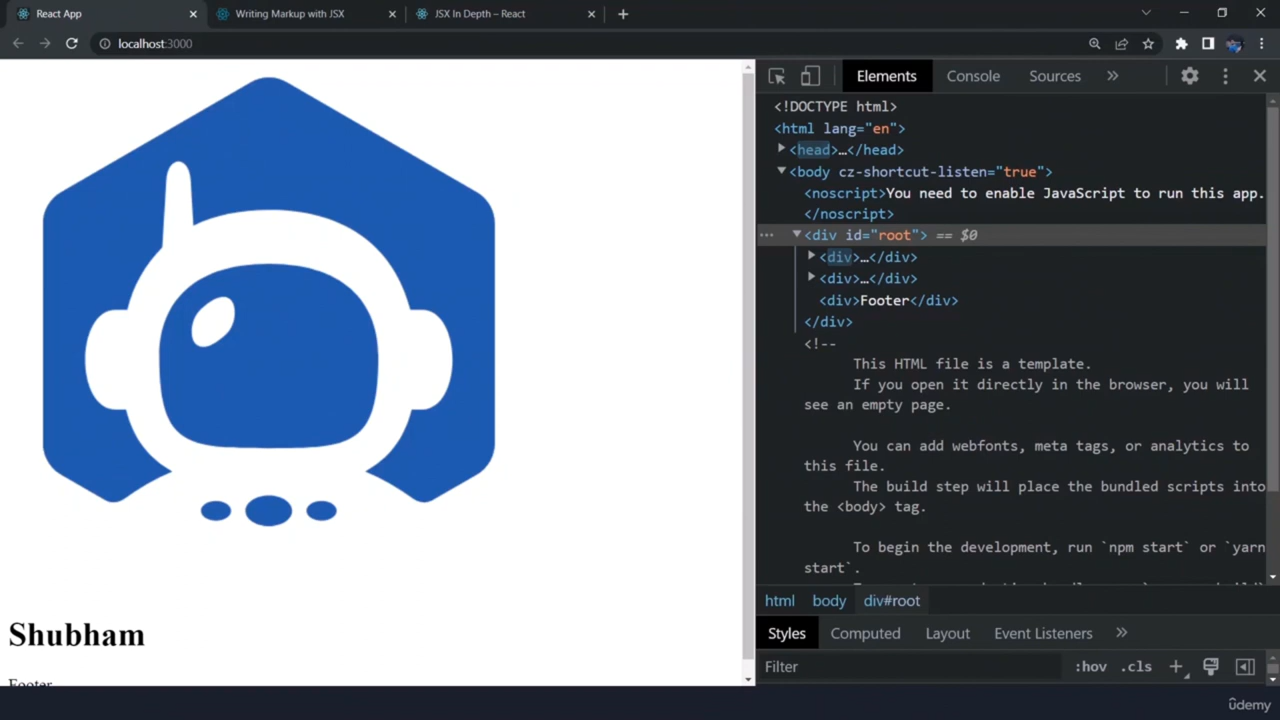 React App
Writing Markup with JSX
JSX In Depth – React
localhost:3000
Shubham
Footer
Elements
Console
Sources
<!DOCTYPE html>
<html lang="en">
<head>…</head>
<body cz-shortcut-listen="true">
<noscript>You need to enable JavaScript to run this app.
</noscript>
<div id="root"> == $0
<div>…</div>
<div>…</div>
<div>Footer</div>
</div>
<!--
This HTML file is a template.
If you open it directly in the browser, you will
see an empty page.
You can add webfonts, meta tags, or analytics to
this file.
The build step will place the bundled scripts into
the <body> tag.
To begin the development, run `npm start` or `yarn
start`.
html body div#root
Styles Computed Layout Event Listeners
Filter :hov .cls
ûdemy